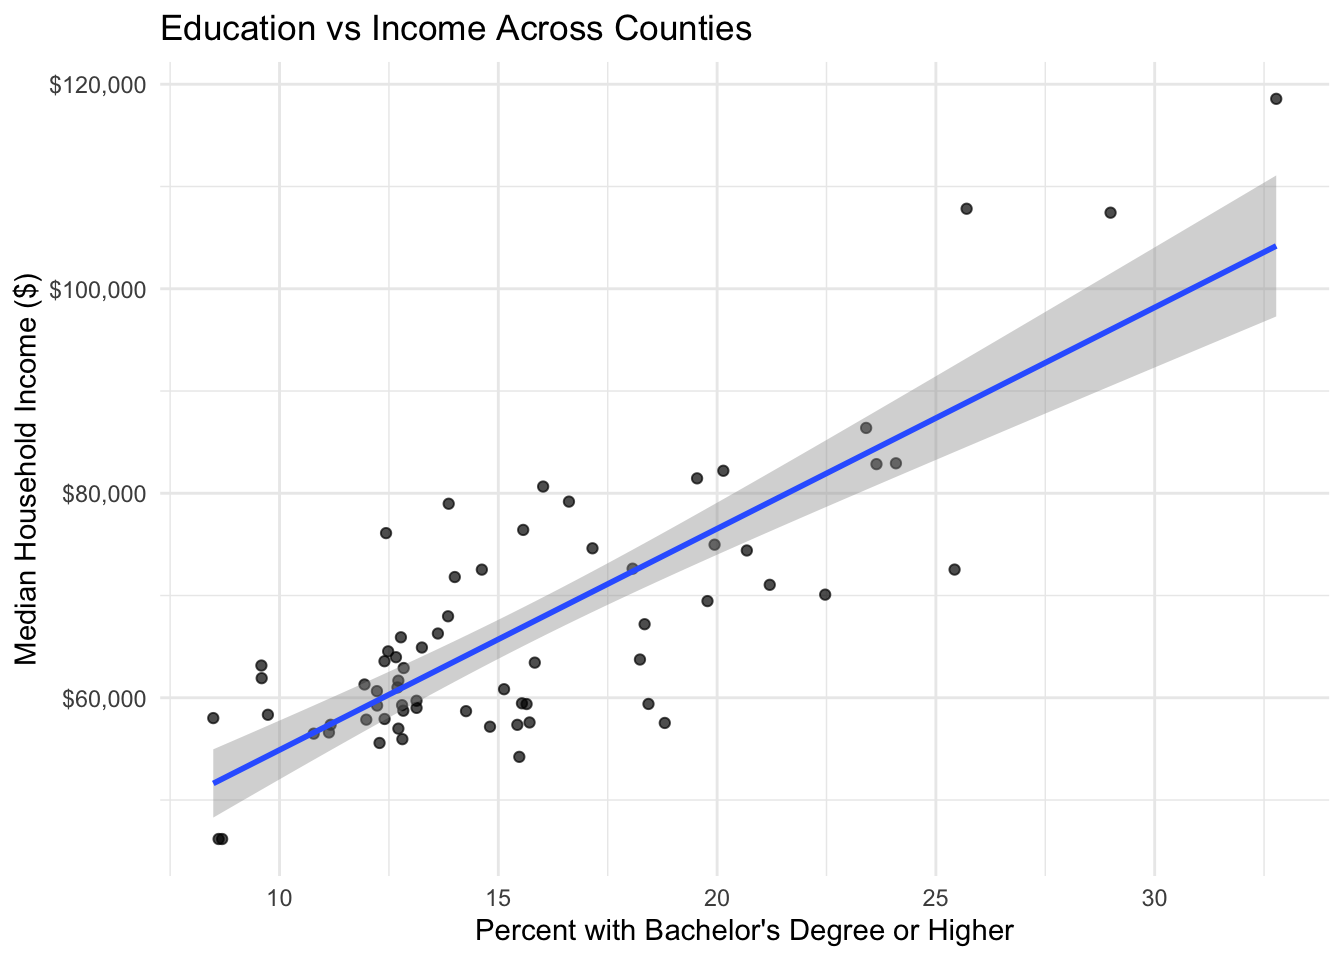 Education vs Income Across Counties
$120,000
$100,000
$80,000
$60,000
Median Household Income ($)
10 15 20 25 30
Percent with Bachelor's Degree or Higher